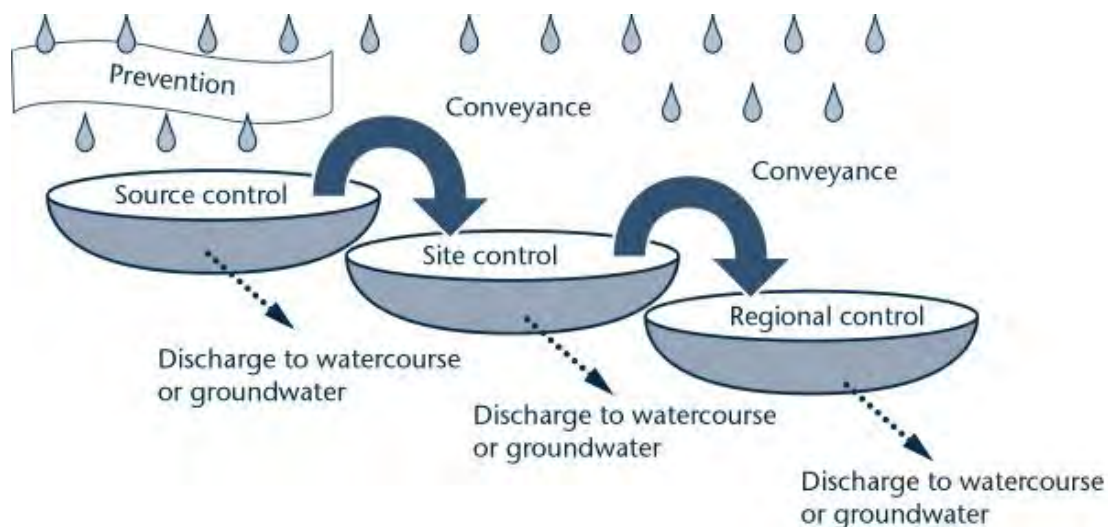 Prevention
Conveyance
Conveyance
Source control
Site control
Regional control
Discharge to watercourse
or groundwater
Discharge to watercourse
or groundwater
Discharge to watercourse
or groundwater